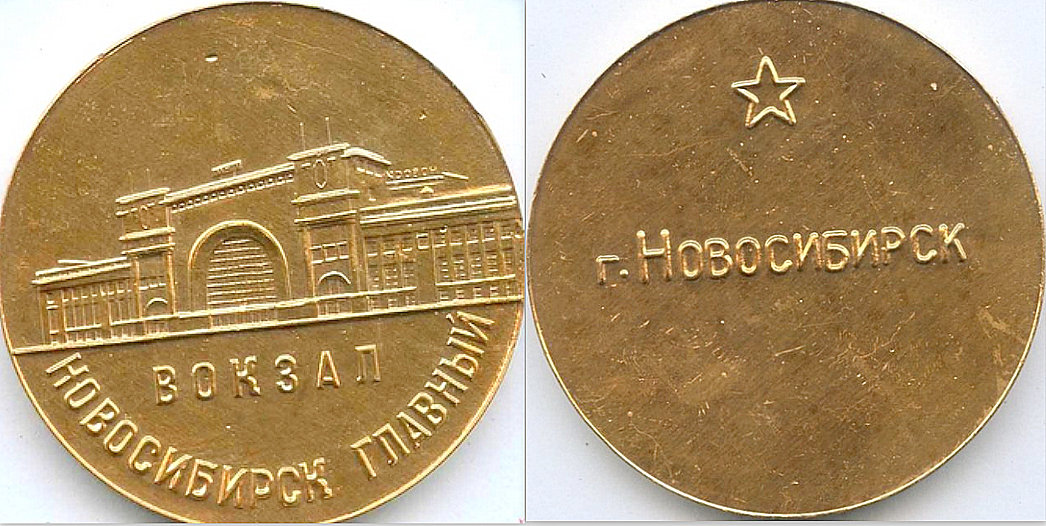 ВОКЗАЛ
НОВОСИБИРСК ГЛАВНЫЙ
г. НОВОСИБИРСК